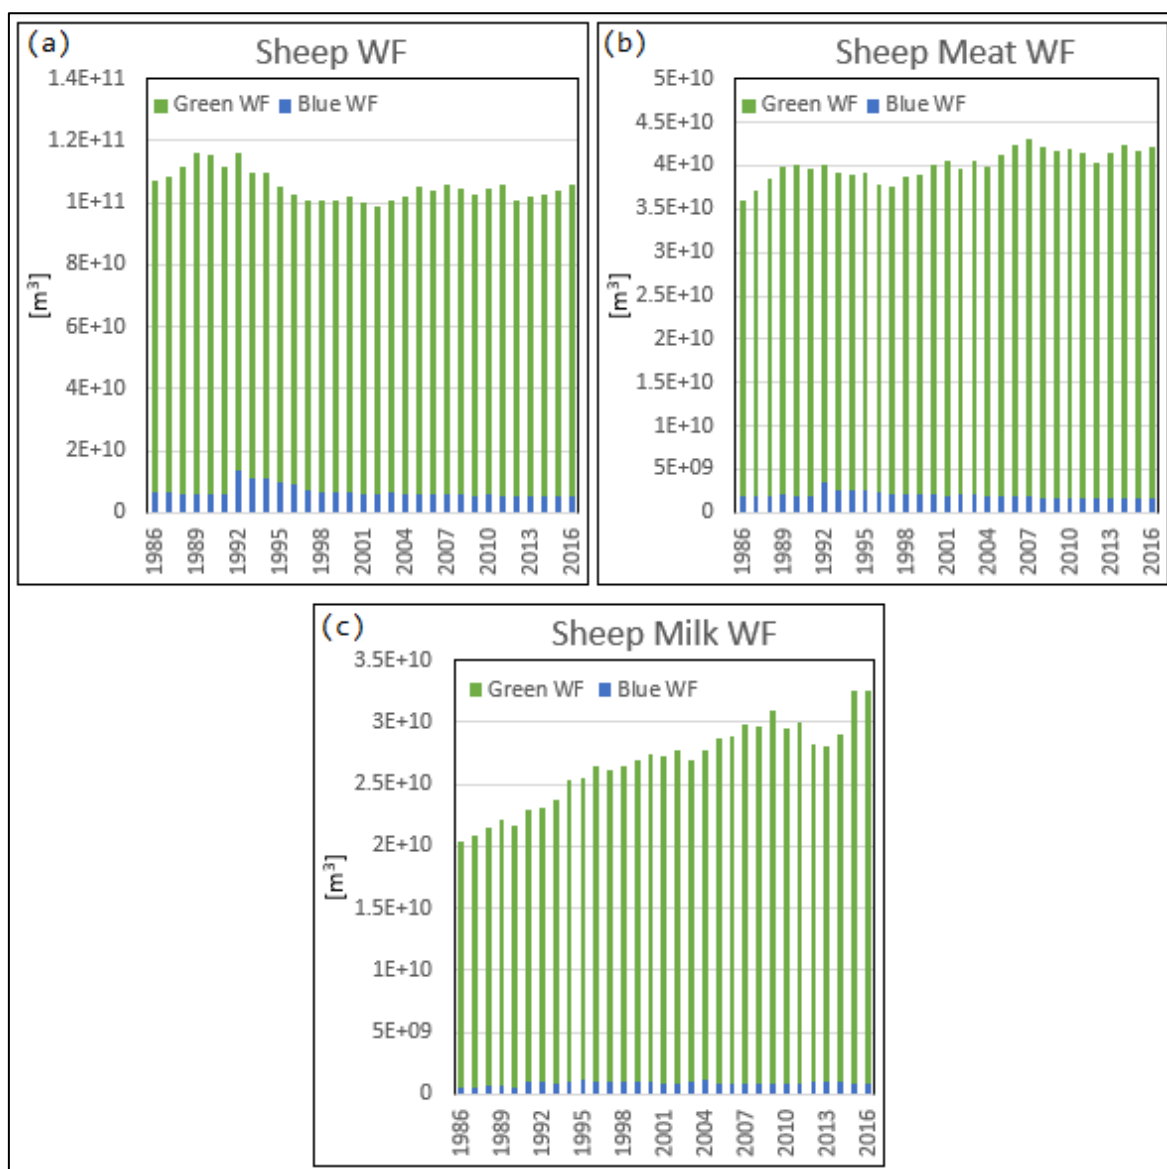 (a)
Sheep WF
1.4E+11
1.2E+11
1E+11
8E+10
6E+10
4E+10
2E+10
0
[m³]
Green WF Blue WF
1986 1989 1992 1995 1998 2001 2004 2007 2010 2013 2016
(b)
Sheep Meat WF
5E+10
4.5E+10
4E+10
3.5E+10
3E+10
2.5E+10
2E+10
1.5E+10
1E+10
5E+09
0
[m³]
Green WF Blue WF
1986 1989 1992 1995 1998 2001 2004 2007 2010 2013 2016
(c)
Sheep Milk WF
3.5E+10
3E+10
2.5E+10
2E+10
1.5E+10
1E+10
5E+09
0
[m³]
Green WF Blue WF
1986 1989 1992 1995 1998 2001 2004 2007 2010 2013 2016